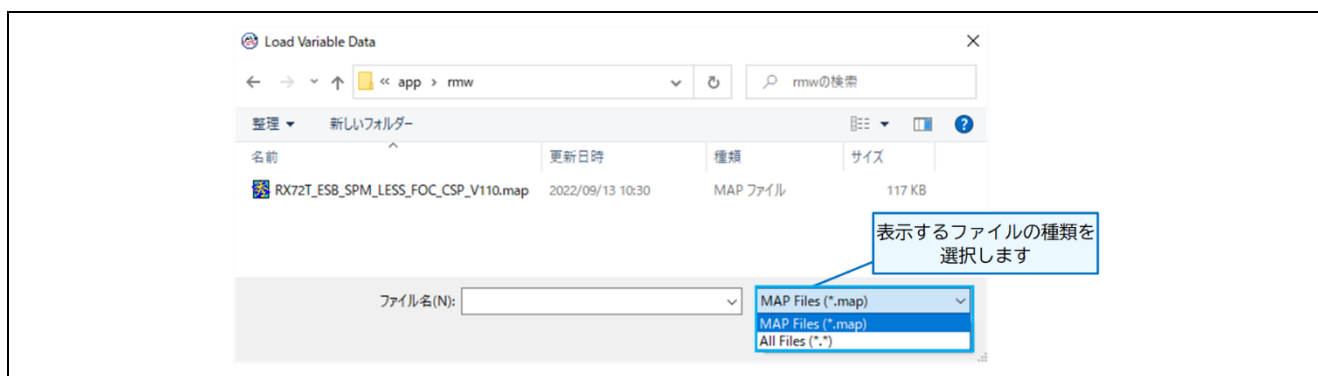 Load Variable Data
« app › rmw
rmwの検索
整理 新しいフォルダー
名前 更新日時 種類 サイズ
RX72T_ESB_SPM_LESS_FOC_CSP_V110.map 2022/09/13 10:30 MAP ファイル 117 KB
表示するファイルの種類を
選択します
ファイル名(N):
MAP Files (*.map)
MAP Files (*.map)
All Files (*.*)